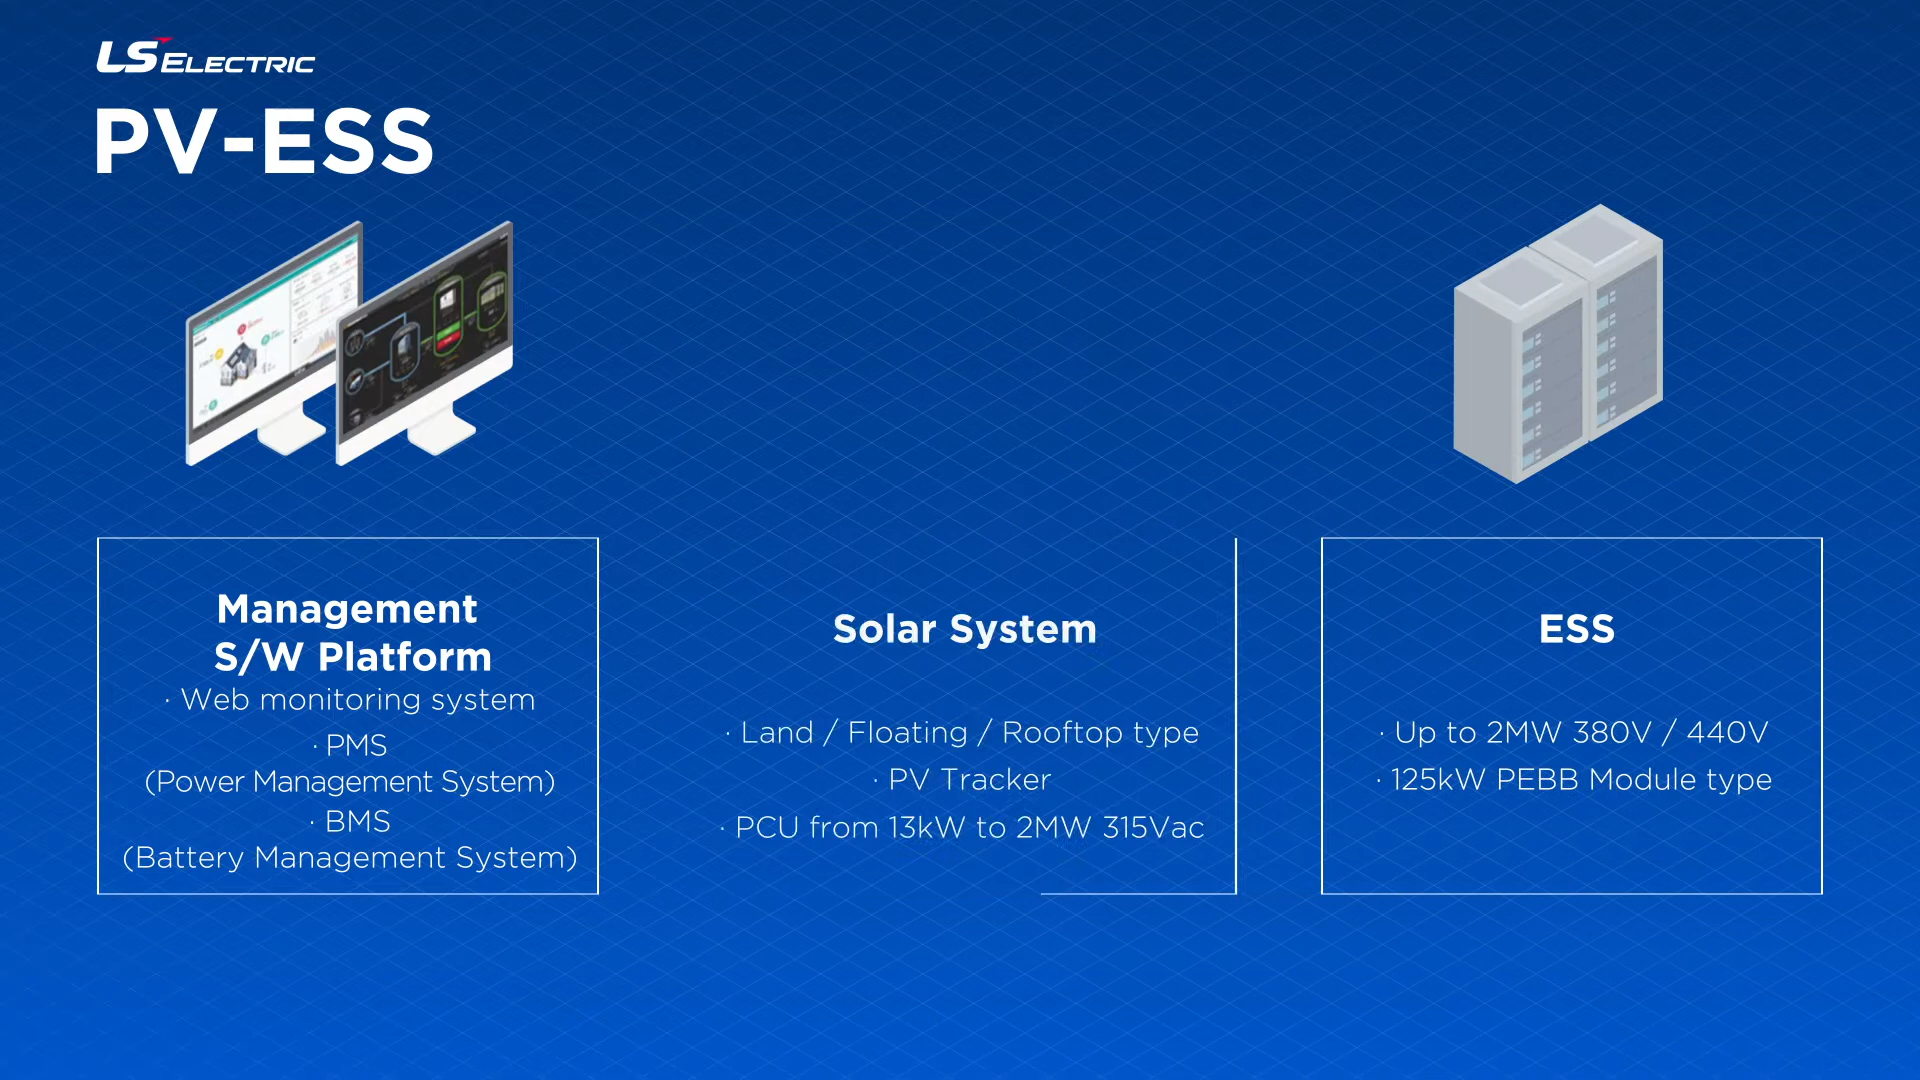 LS ELECTRIC
PV-ESS
Management
S/W Platform
· Web monitoring system
· PMS
(Power Management System)
· BMS
(Battery Management System)
Solar System
· Land / Floating / Rooftop type
· PV Tracker
· PCU from 13kW to 2MW 315Vac
ESS
· Up to 2MW 380V / 440V
· 125kW PEBB Module type